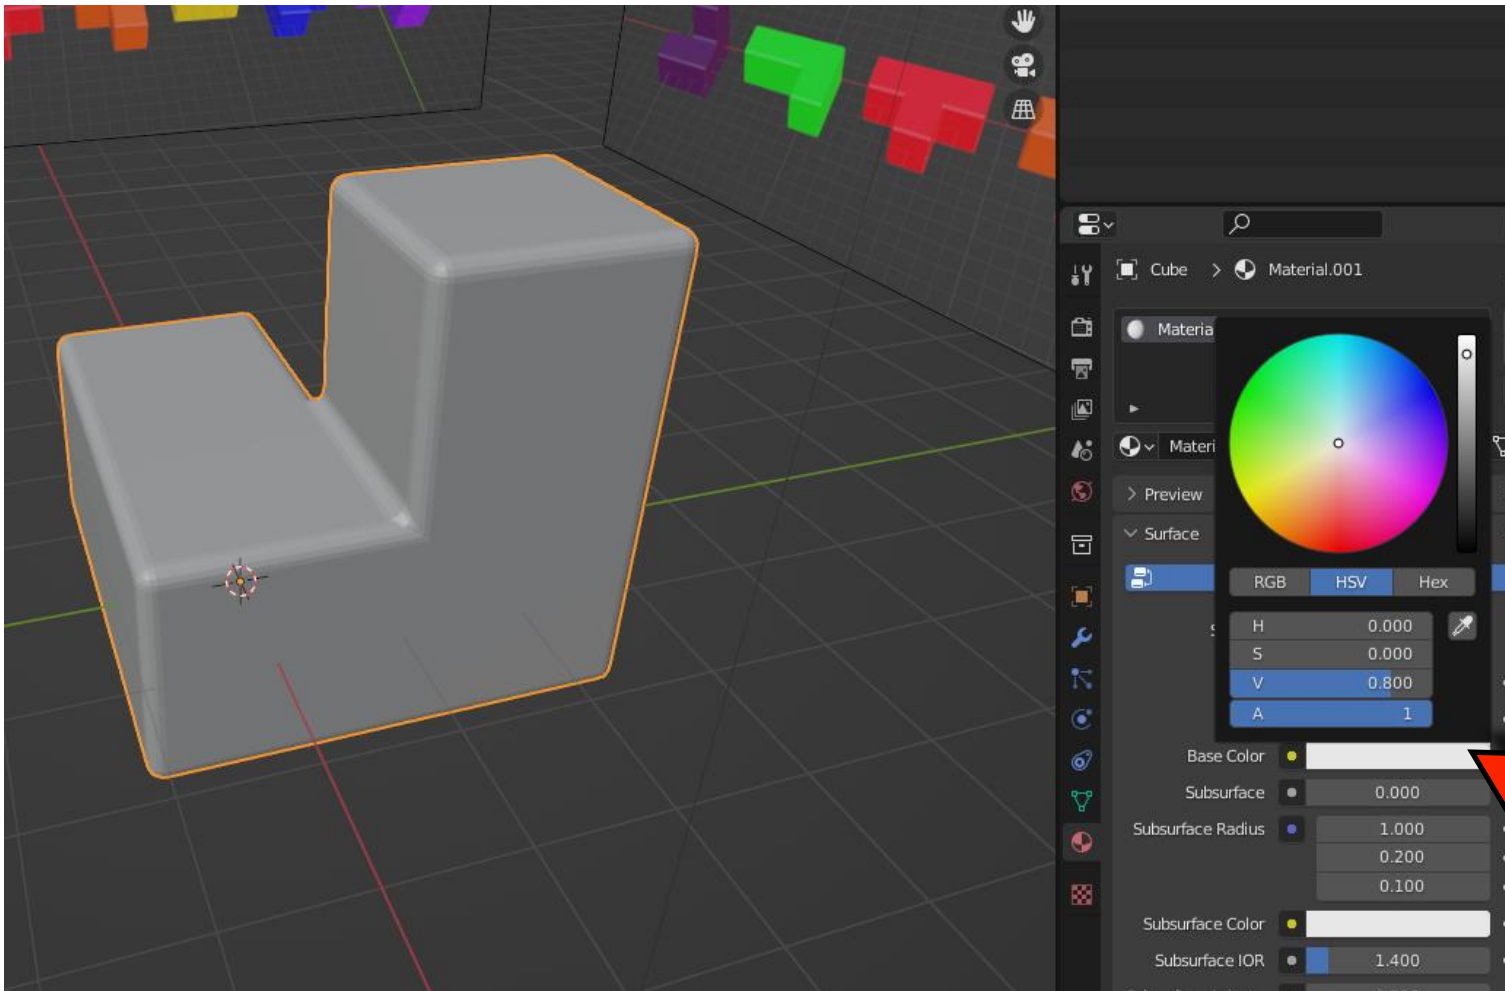 Cube > Material.001
Materia
Materi
Preview
Surface
RGB HSV Hex
H 0.000
S 0.000
V 0.800
A 1
Base Color
Subsurface 0.000
Subsurface Radius 1.000
0.200
0.100
Subsurface Color
Subsurface IOR 1.400